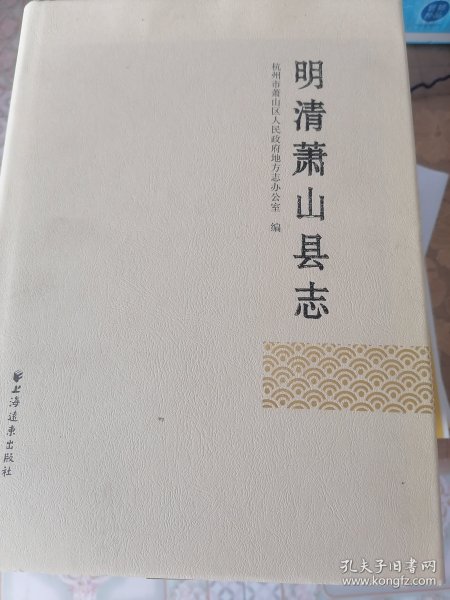 明清萧山县志
杭州市萧山区人民政府地方志办公室 编
上海远东出版社
孔夫子旧书网
www.kongfz.com